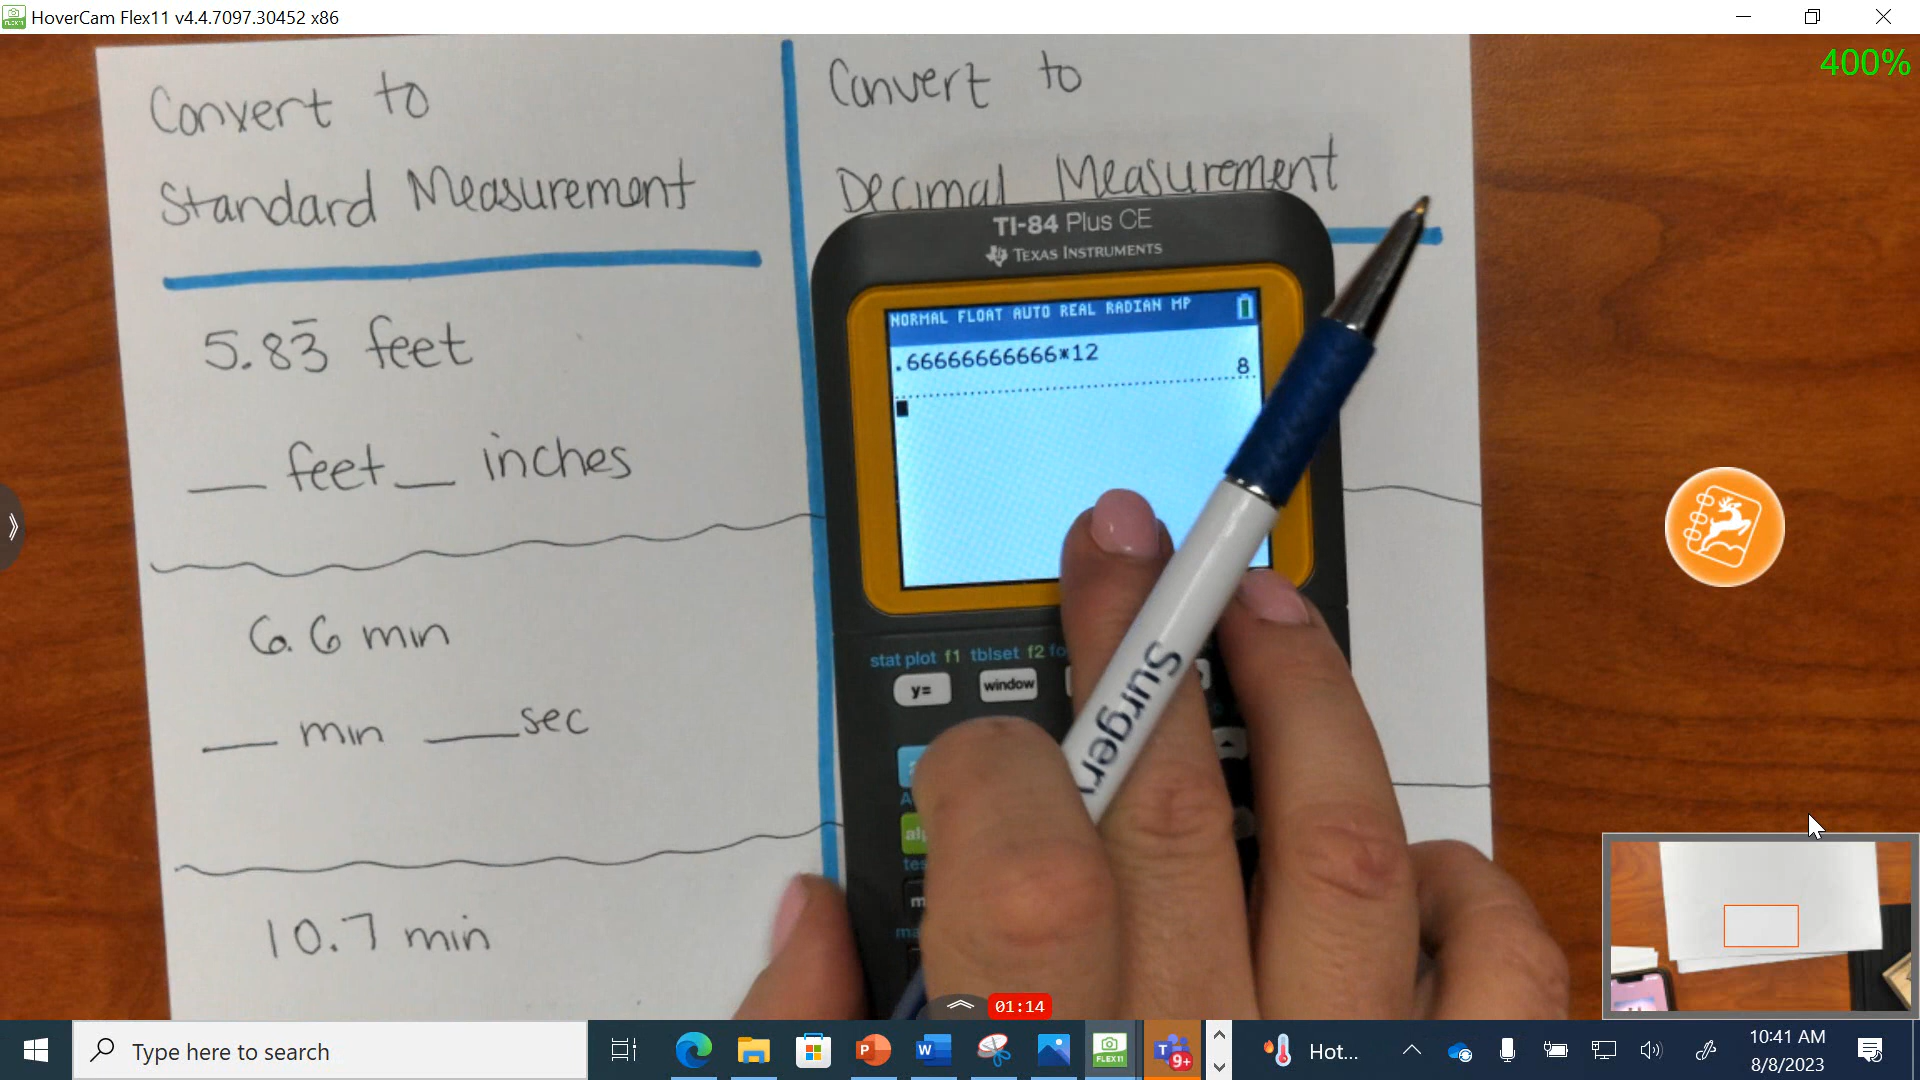 HoverCam Flex11 v4.4.7097.30452 x86
400%
Convert to
Standard Measurement
5.83̅ feet
__ feet __ inches
6.6 min
__ min __ sec
10.7 min
Convert to
Decimal Measurement
TI-84 Plus CE
TEXAS INSTRUMENTS
NORMAL FLOAT AUTO REAL RADIAN MP
.66666666666*12
8
stat plot f1 tblset f2 fo
y= window
Surgery
01:14
Type here to search
FLEX11
9+
Hot...
10:41 AM
8/8/2023